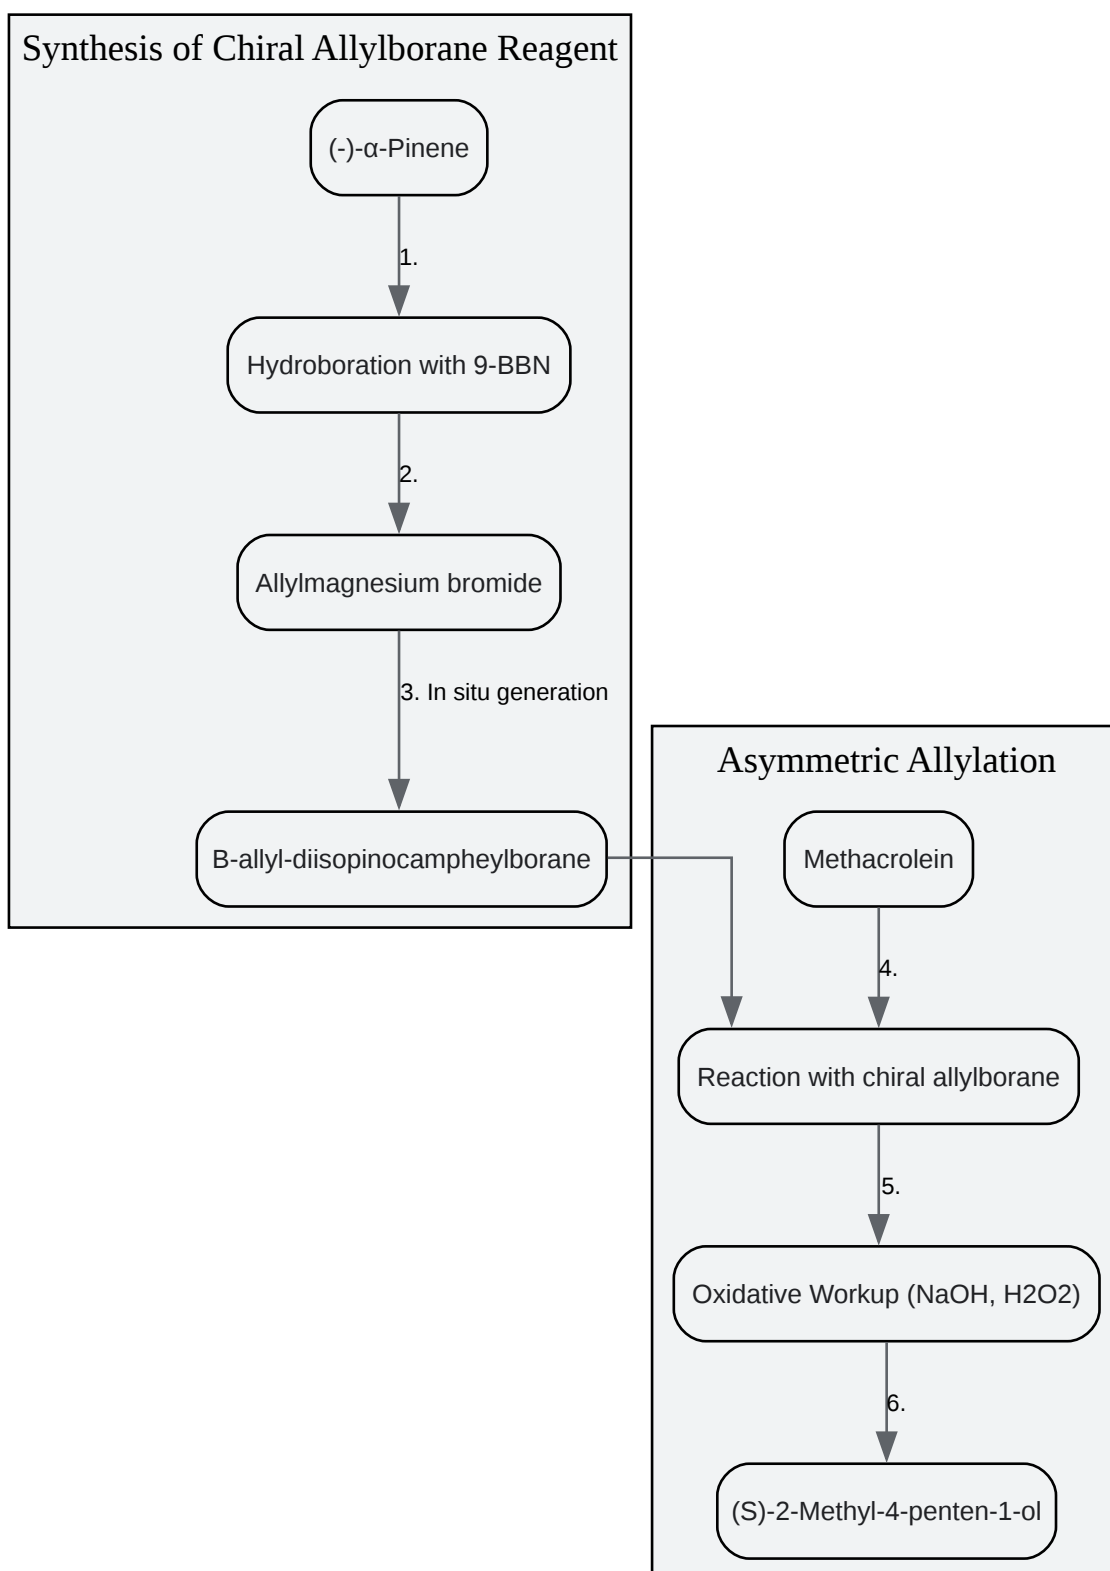 Synthesis of Chiral Allylborane Reagent
(-)-α-Pinene
1.
Hydroboration with 9-BBN
2.
Allylmagnesium bromide
3. In situ generation
B-allyl-diisopinocampheylborane
Asymmetric Allylation
Methacrolein
4.
Reaction with chiral allylborane
5.
Oxidative Workup (NaOH, H2O2)
6.
(S)-2-Methyl-4-penten-1-ol